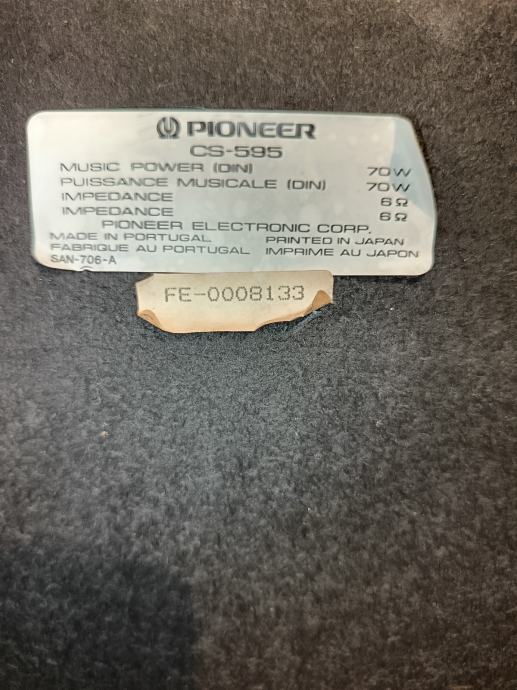 PIONEER
CS-595
MUSIC POWER (DIN) 70W
PUISSANCE MUSICALE (DIN) 70W
IMPEDANCE 6Ω
IMPEDANCE 6Ω
PIONEER ELECTRONIC CORP.
MADE IN PORTUGAL PRINTED IN JAPAN
FABRIQUE AU PORTUGAL IMPRIME AU JAPON
SAN-706-A
FE-0008133